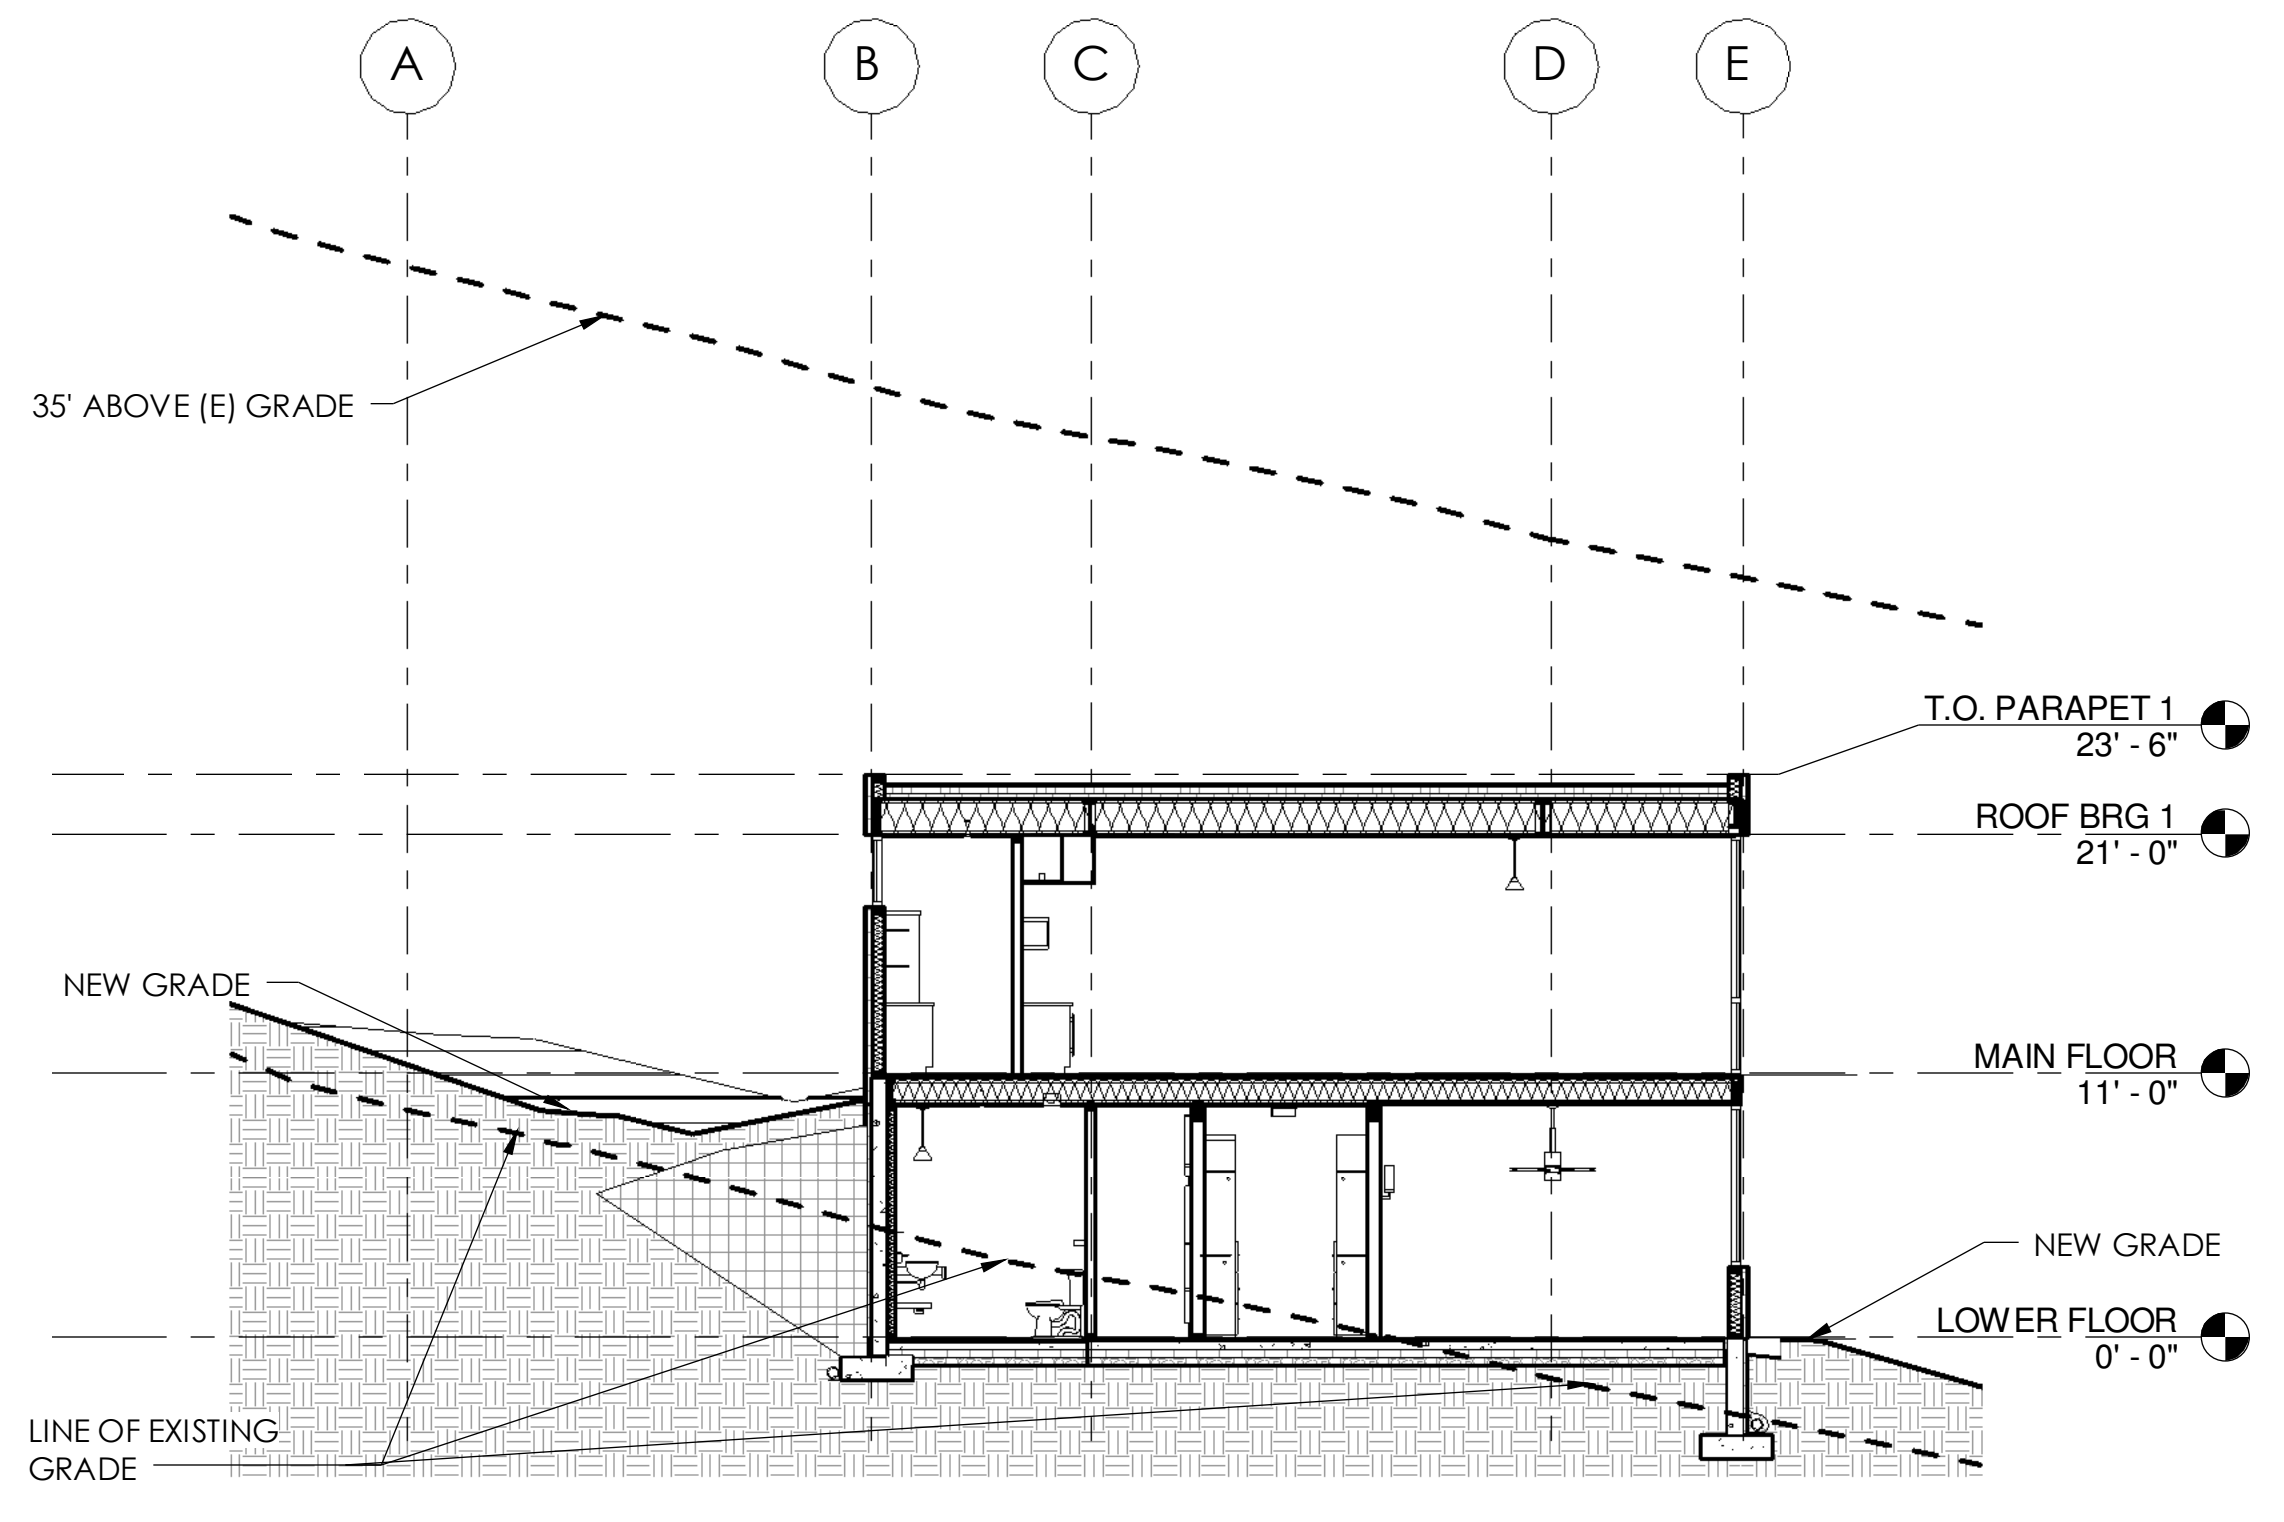 A
B
C
D
E
35' ABOVE (E) GRADE
T.O. PARAPET 1
23' - 6"
ROOF BRG 1
21' - 0"
NEW GRADE
MAIN FLOOR
11' - 0"
NEW GRADE
LOWER FLOOR
0' - 0"
LINE OF EXISTING
GRADE